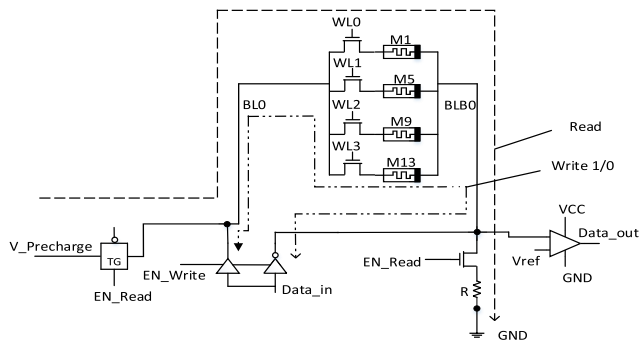 WL0
M1
WL1
M5
BL0
BLB0
WL2
M9
Read
WL3
M13
Write 1/0
VCC
V_Precharge
TG
Data_out
EN_Write
EN_Read
Vref
EN_Read
Data_in
R
GND
GND